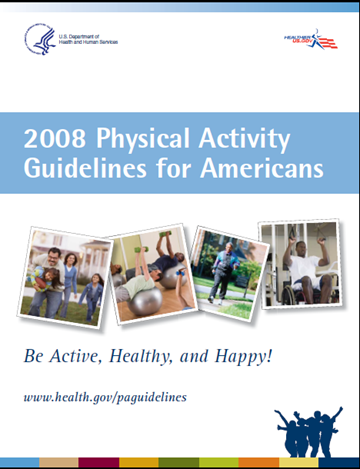 U.S. Department of
Health and Human Services
HEALTHIER
US.GOV
2008 Physical Activity
Guidelines for Americans
Be Active, Healthy, and Happy!
www.health.gov/paguidelines